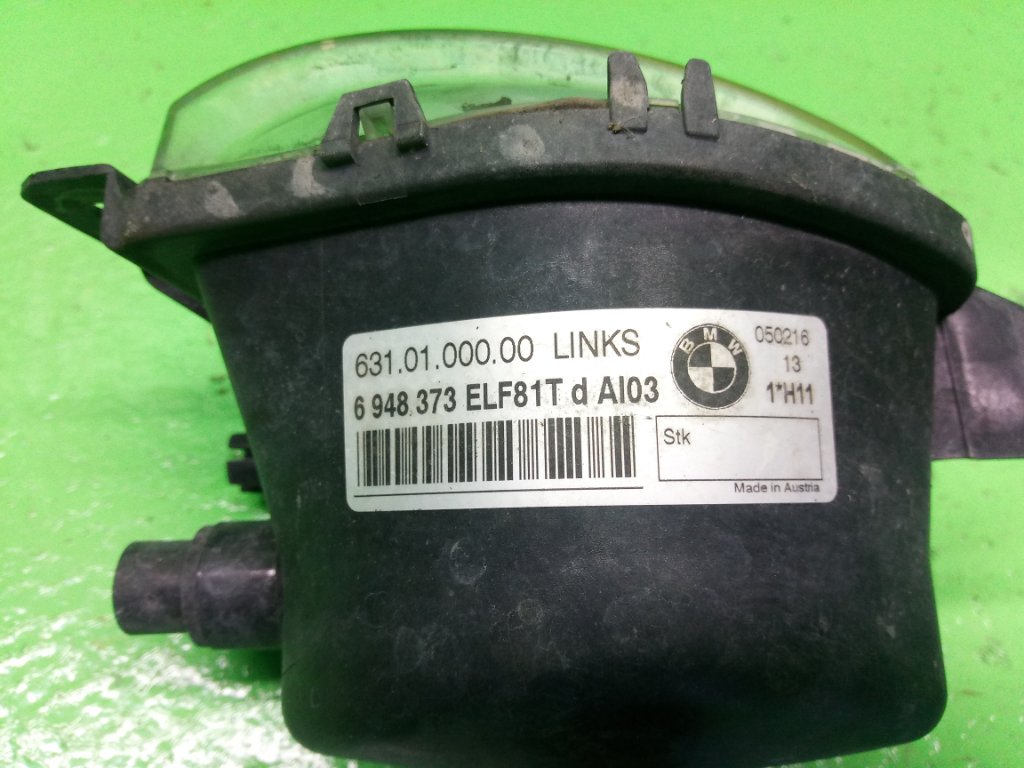 631.01.000.00 LINKS
6 948 373 ELF81T d AI03
BMW
050216
13
1*H11
Stk
Made in Austria